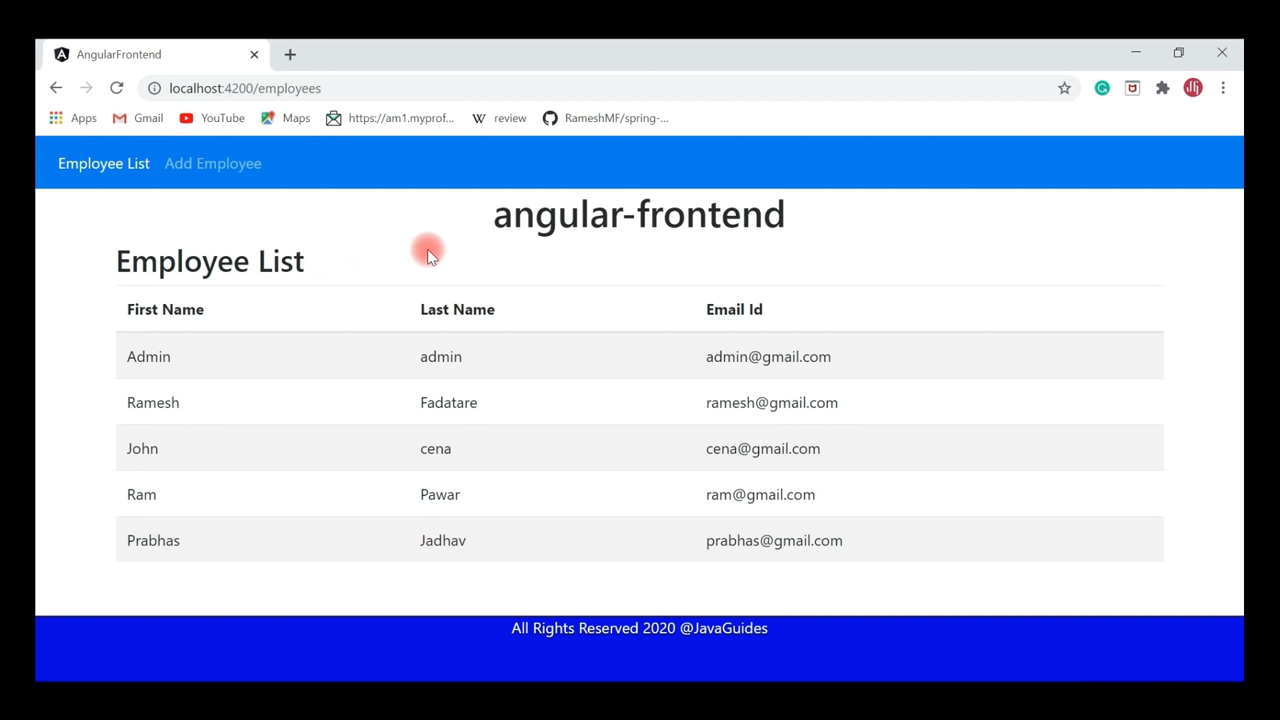 AngularFrontend
localhost:4200/employees
Apps Gmail YouTube Maps https://am1.myprof... review RameshMF/spring-...
Employee List Add Employee
angular-frontend
Employee List
First Name Last Name Email Id
Admin admin admin@gmail.com
Ramesh Fadatare ramesh@gmail.com
John cena cena@gmail.com
Ram Pawar ram@gmail.com
Prabhas Jadhav prabhas@gmail.com
All Rights Reserved 2020 @JavaGuides